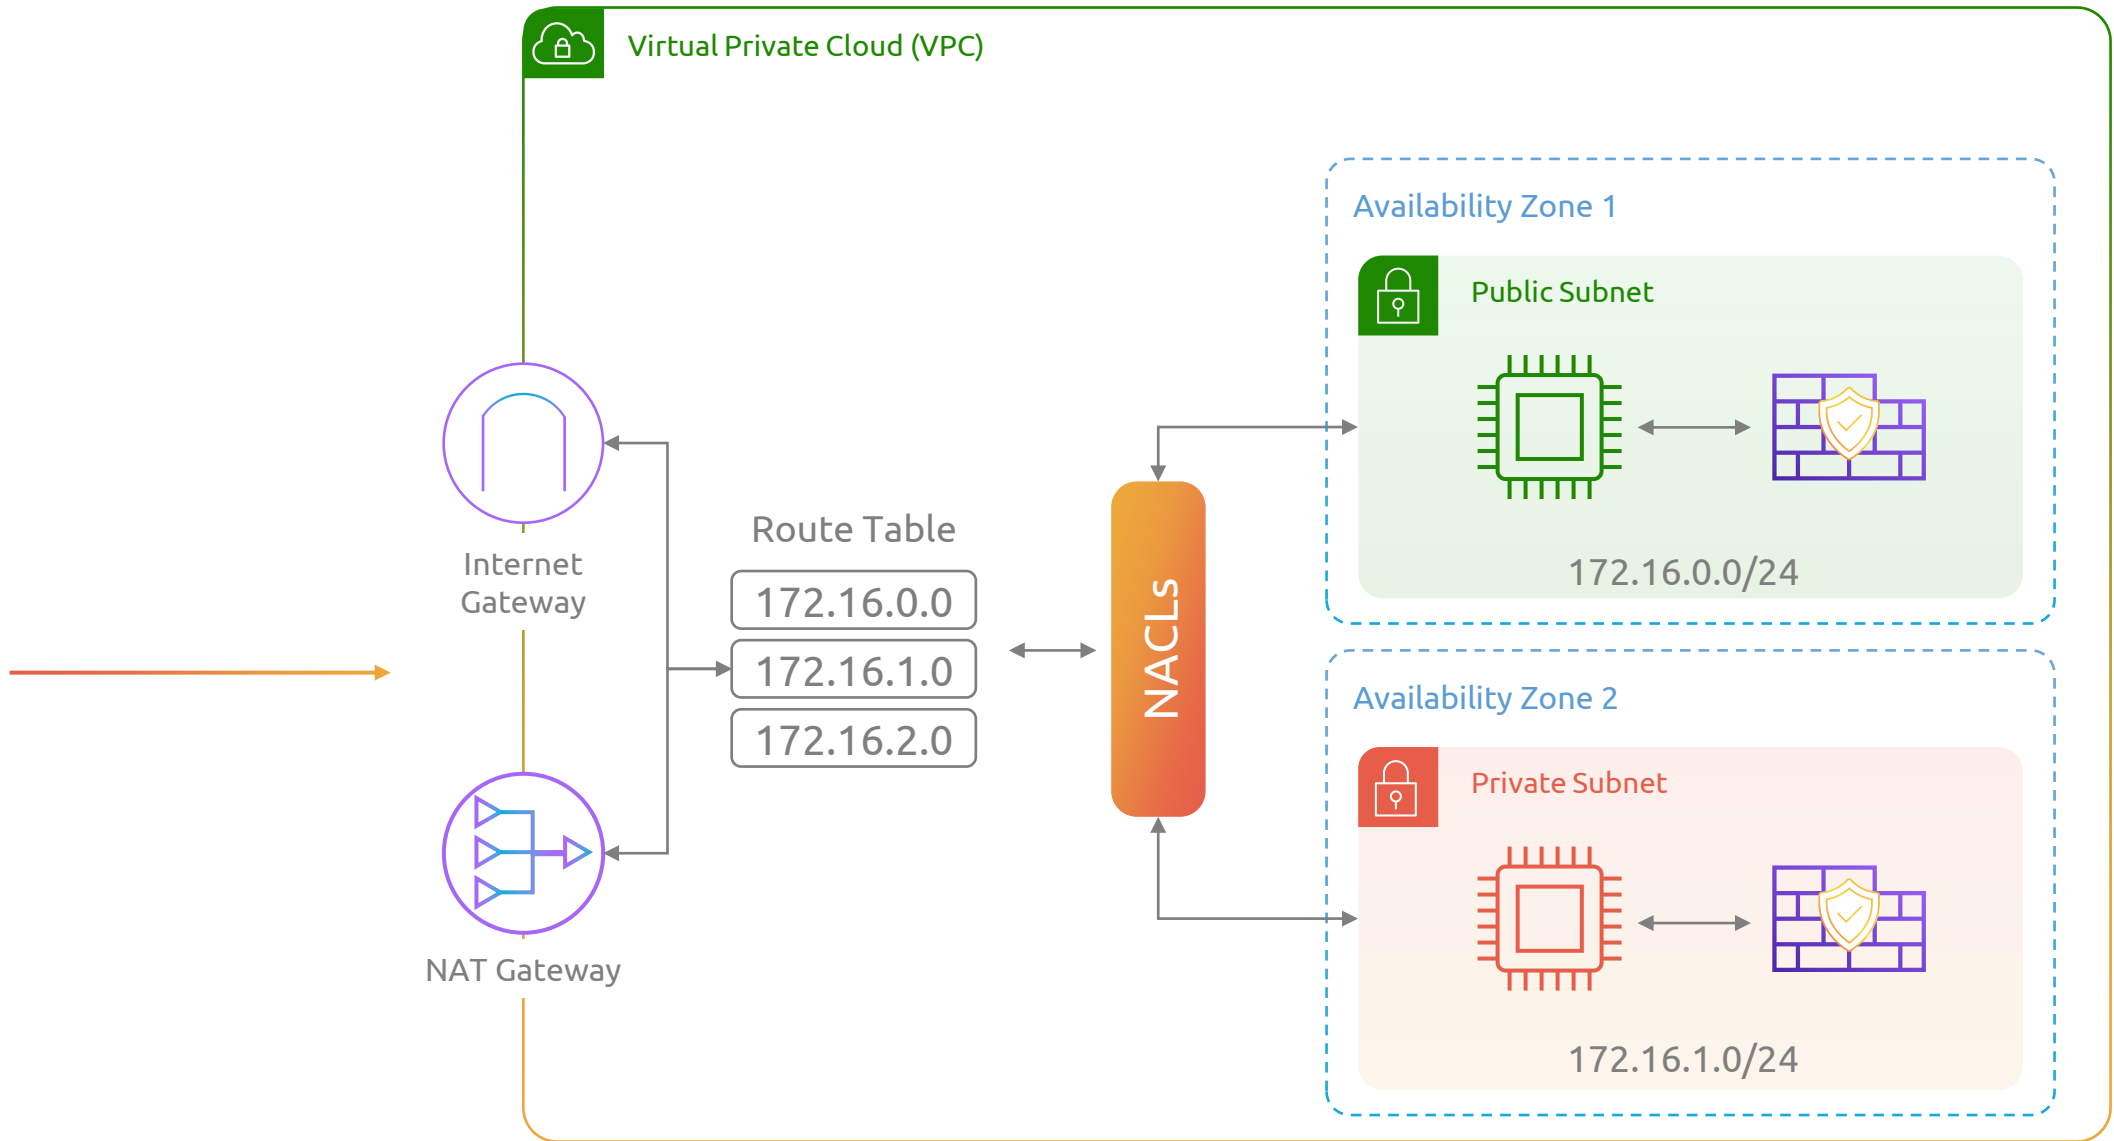 Virtual Private Cloud (VPC)
Internet
Gateway
NAT Gateway
Route Table
172.16.0.0
172.16.1.0
172.16.2.0
NACLs
Availability Zone 1
Public Subnet
172.16.0.0/24
Availability Zone 2
Private Subnet
172.16.1.0/24